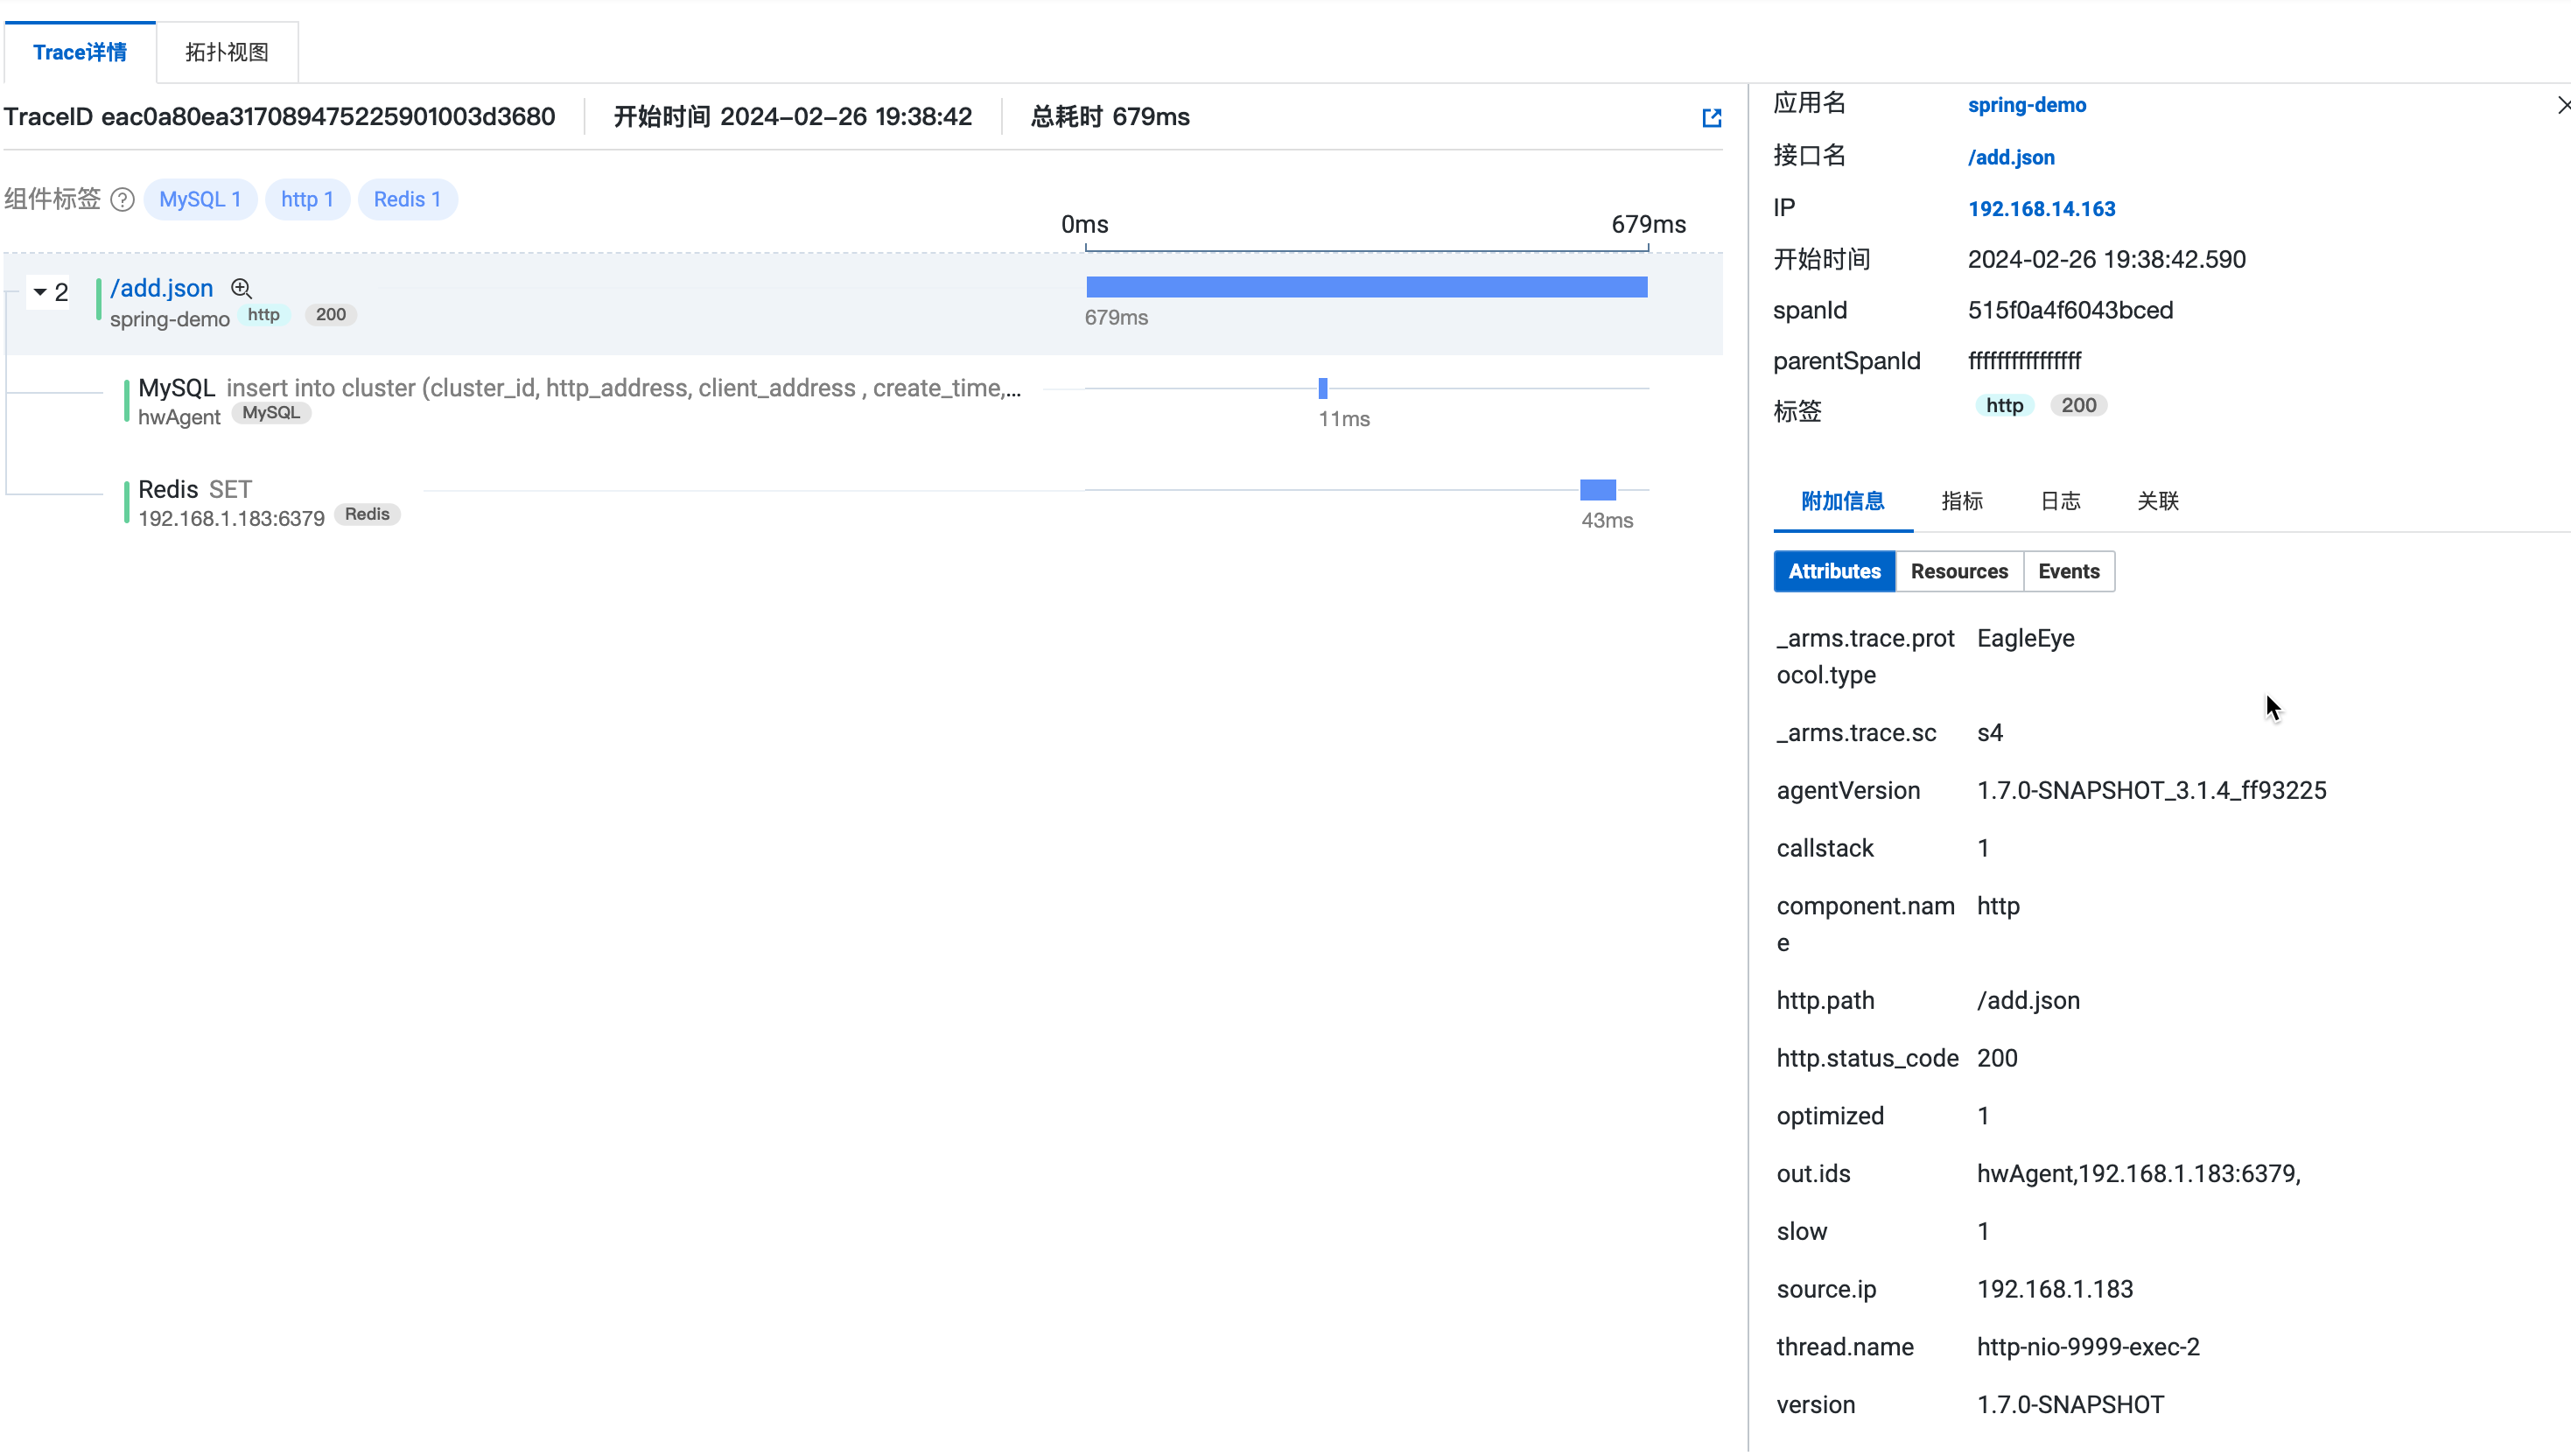 Trace详情
拓扑视图
TraceID eac0a80ea317089475225901003d3680
开始时间 2024-02-26 19:38:42
总耗时 679ms
组件标签
MySQL 1
http 1
Redis 1
0ms
679ms
2
/add.json
spring-demo
http
200
679ms
MySQL insert into cluster (cluster_id, http_address, client_address , create_time,...
hwAgent
MySQL
11ms
Redis SET
192.168.1.183:6379
Redis
43ms
应用名 spring-demo
接口名 /add.json
IP 192.168.14.163
开始时间 2024-02-26 19:38:42.590
spanId 515f0a4f6043bced
parentSpanId ffffffffffffffff
标签 http 200
附加信息
指标
日志
关联
Attributes
Resources
Events
_arms.trace.prot EagleEye
ocol.type
_arms.trace.sc s4
agentVersion 1.7.0-SNAPSHOT_3.1.4_ff93225
callstack 1
component.nam http
e
http.path /add.json
http.status_code 200
optimized 1
out.ids hwAgent,192.168.1.183:6379,
slow 1
source.ip 192.168.1.183
thread.name http-nio-9999-exec-2
version 1.7.0-SNAPSHOT